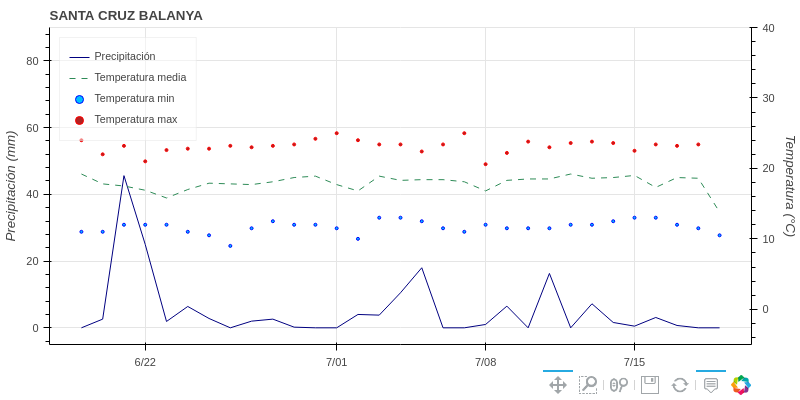 SANTA CRUZ BALANYA
Precipitación
Temperatura media
Temperatura min
Temperatura max
Precipitación (mm)
80
60
40
20
0
Temperatura (°C)
40
30
20
10
0
6/22
7/01
7/08
7/15